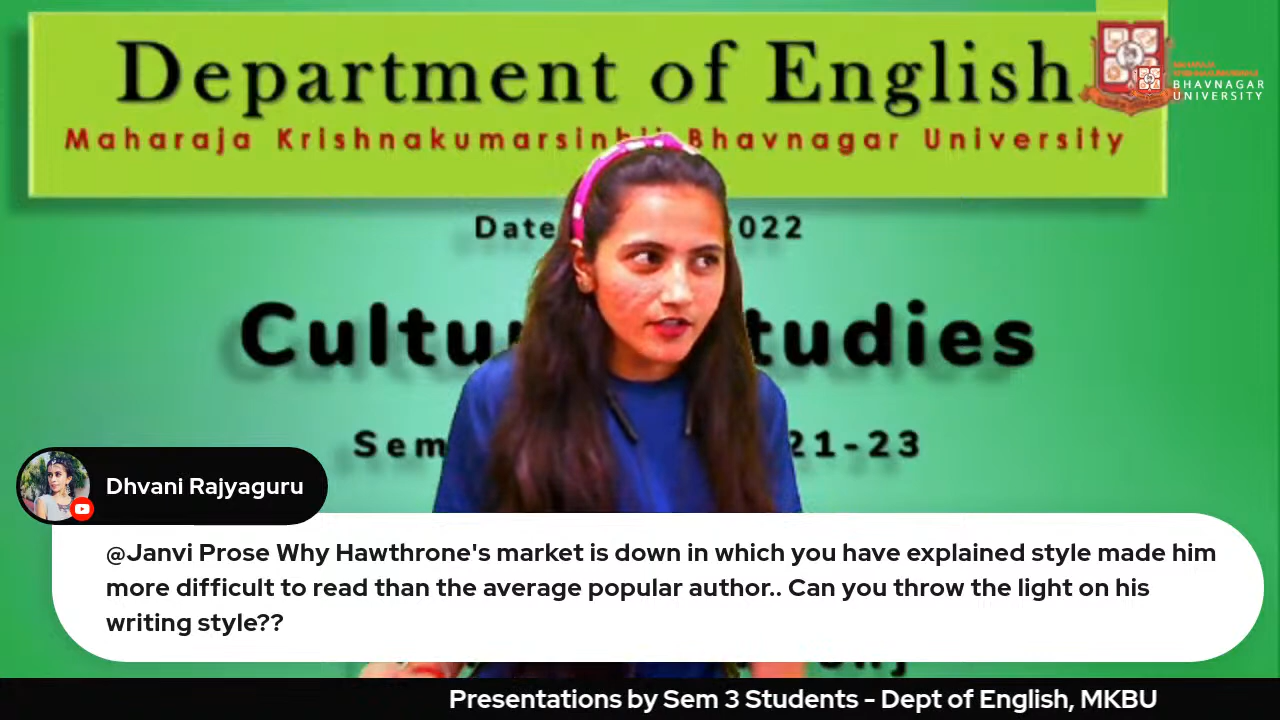 Department of English
Maharaja Krishnakumarsinhji Bhavnagar University
BHAVNAGAR
UNIVERSITY
Date 2022
Cultu tudies
Sem 21-23
Dhvani Rajyaguru
@Janvi Prose Why Hawthrone's market is down in which you have explained style made him
more difficult to read than the average popular author.. Can you throw the light on his
writing style??
Presentations by Sem 3 Students - Dept of English, MKBU